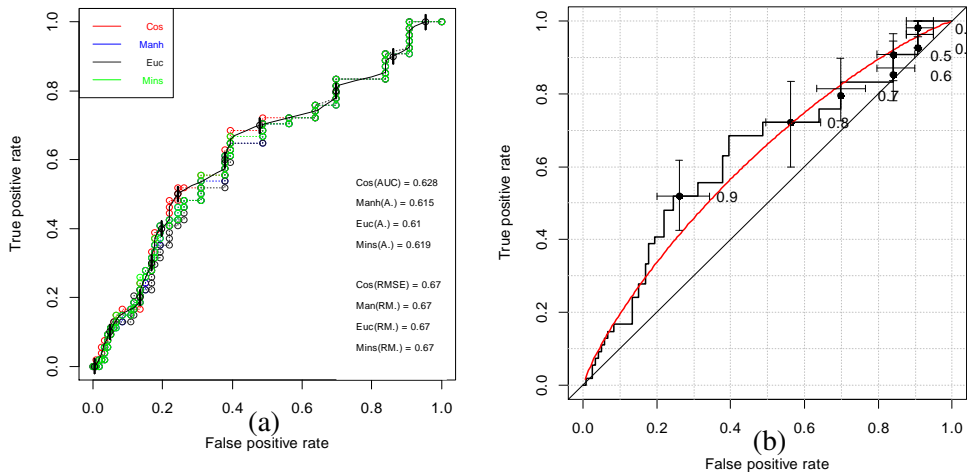 Cos
Manh
Euc
Mins
True positive rate
0.0
0.2
0.4
0.6
0.8
1.0
Cos(AUC) = 0.628
Manh(A.) = 0.615
Euc(A.) = 0.61
Mins(A.) = 0.619
Cos(RMSE) = 0.67
Man(RM.) = 0.67
Euc(RM.) = 0.67
Mins(RM.) = 0.67
0.0 0.2 0.4 0.6 0.8 1.0
False positive rate
(a)
True positive rate
0.0
0.2
0.4
0.6
0.8
1.0
0.5
0.6
0.7
0.8
0.9
0.0 0.2 0.4 0.6 0.8 1.0
(b)
False positive rate